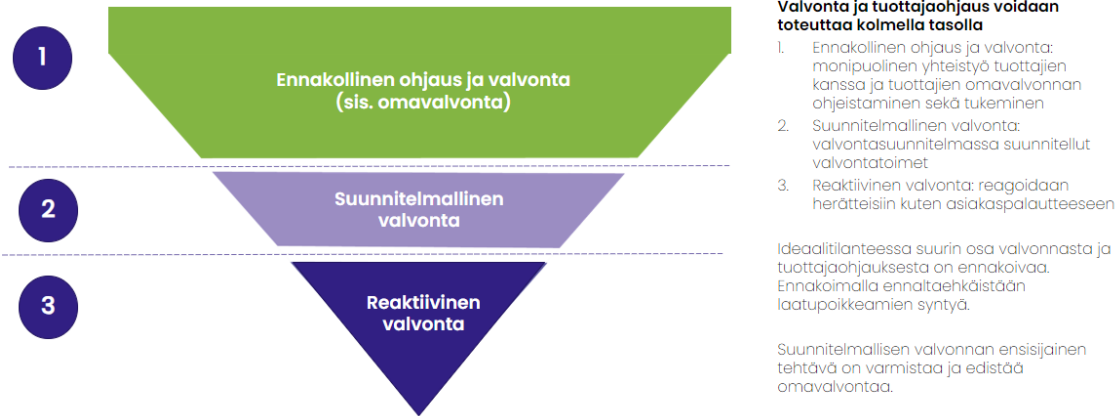 1
Ennakollinen ohjaus ja valvonta
(sis. omavalvonta)
2
Suunnitelmallinen
valvonta
3
Reaktiivinen
valvonta
Valvonta ja tuottajaohjaus voidaan
toteuttaa kolmella tasolla
1. Ennakollinen ohjaus ja valvonta:
monipuolinen yhteistyö tuottajien
kanssa ja tuottajien omavalvonnan
ohjeistaminen sekä tukeminen
2. Suunnitelmallinen valvonta:
valvontasuunnitelmassa suunnitellut
valvontatoimet
3. Reaktiivinen valvonta: reagoidaan
herätteisiin kuten asiakaspalautteeseen
Ideaalitilanteessa suurin osa valvonnasta ja
tuottajaohjauksesta on ennakoivaa.
Ennakoimalla ennaltaehkäistään
laatupoikkeamien syntyä.
Suunnitelmallisen valvonnan ensisijainen
tehtävä on varmistaa ja edistää
omavalvontaa.